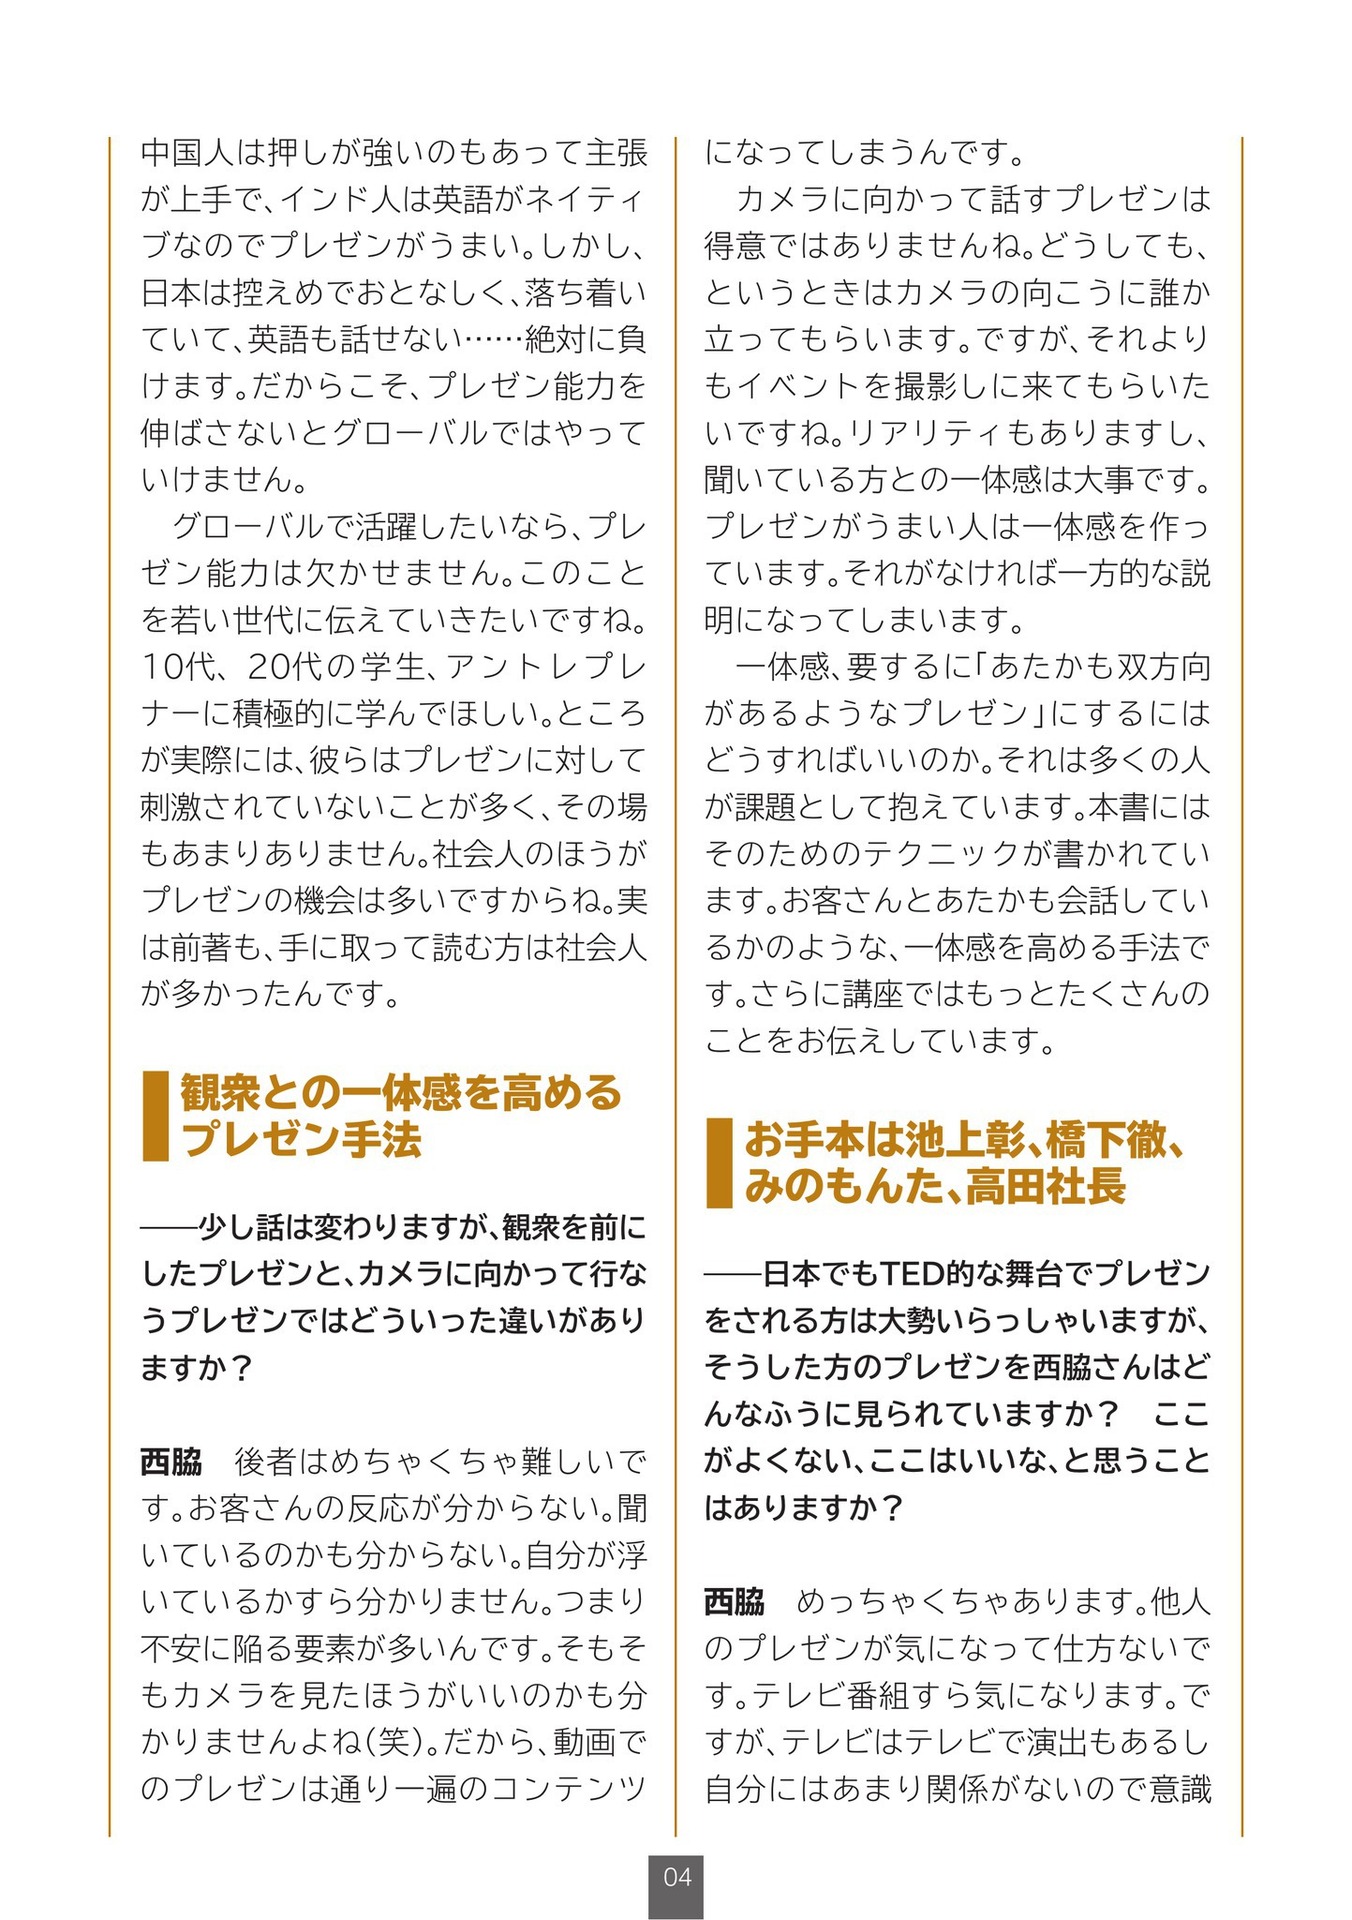 中国人は押しが強いのもあって主張
が上手で、インド人は英語がネイティ
ブなのでプレゼンがうまい。しかし、
日本は控えめでおとなしく、落ち着い
ていて、英語も話せない……絶対に負
けます。だからこそ、プレゼン能力を
伸ばさないとグローバルではやって
いけません。
　グローバルで活躍したいなら、プレ
ゼン能力は欠かせません。このこと
を若い世代に伝えていきたいですね。
10代、20代の学生、アントレプレ
ナーに積極的に学んでほしい。ところ
が実際には、彼らはプレゼンに対して
刺激されていないことが多く、その場
もあまりありません。社会人のほうが
プレゼンの機会は多いですからね。実
は前著も、手に取って読む方は社会人
が多かったんです。
観衆との一体感を高める
プレゼン手法
――少し話は変わりますが、観衆を前に
したプレゼンと、カメラに向かって行な
うプレゼンではどういった違いがあり
ますか？
西脇　後者はめちゃくちゃ難しいで
す。お客さんの反応が分からない。聞
いているのかも分からない。自分が浮
いているかすら分かりません。つまり
不安に陥る要素が多いんです。そもそ
もカメラを見たほうがいいのかも分
かりませんよね（笑）。だから、動画で
のプレゼンは通り一遍のコンテンツ
になってしまうんです。
　カメラに向かって話すプレゼンは
得意ではありませんね。どうしても、
というときはカメラの向こうに誰か
立ってもらいます。ですが、それより
もイベントを撮影しに来てもらいた
いですね。リアリティもありますし、
聞いている方との一体感は大事です。
プレゼンがうまい人は一体感を作っ
ています。それがなければ一方的な説
明になってしまいます。
　一体感、要するに「あたかも双方向
があるようなプレゼン」にするには
どうすればいいのか。それは多くの人
が課題として抱えています。本書には
そのためのテクニックが書かれてい
ます。お客さんとあたかも会話してい
るかのような、一体感を高める手法で
す。さらに講座ではもっとたくさんの
ことをお伝えしています。
お手本は池上彰、橋下徹、
みのもんた、高田社長
――日本でもTED的な舞台でプレゼン
をされる方は大勢いらっしゃいますが、
そうした方のプレゼンを西脇さんはど
んなふうに見られていますか？　ここ
がよくない、ここはいいな、と思うこと
はありますか？
西脇　めっちゃくちゃあります。他人
のプレゼンが気になって仕方ないで
す。テレビ番組すら気になります。で
すが、テレビはテレビで演出もあるし
自分にはあまり関係がないので意識
04